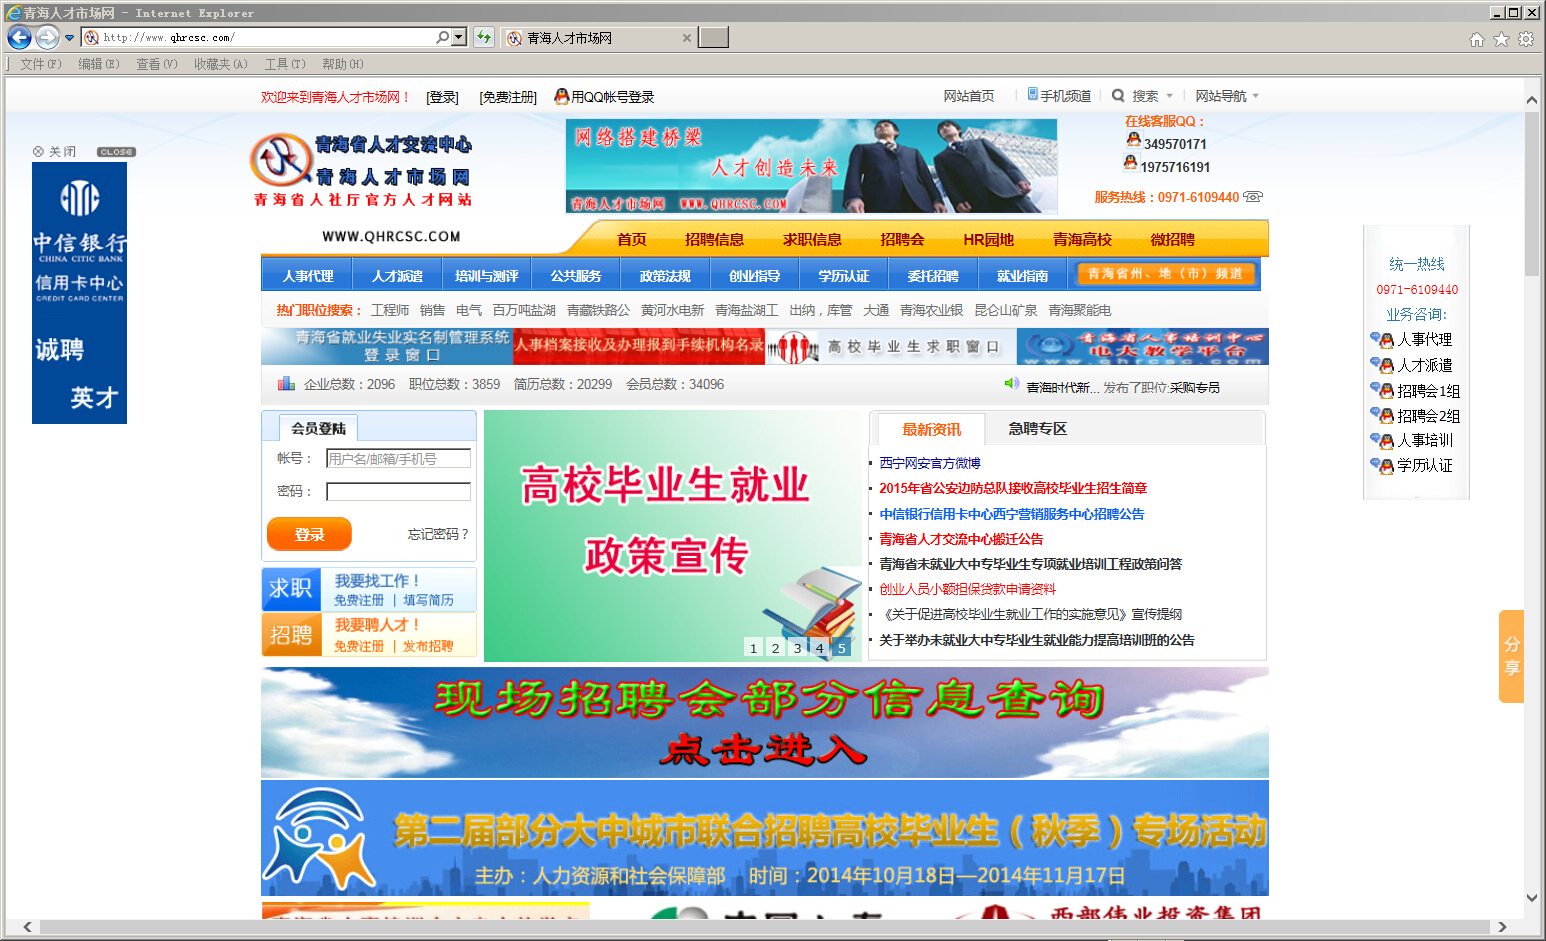 青海人才市场网 - Internet Explorer
http://www.qhrcsc.com/
青海人才市场网
文件(F) 编辑(E) 查看(V) 收藏夹(A) 工具(T) 帮助(H)
欢迎来到青海人才市场网！ [登录] [免费注册] 用QQ帐号登录
网站首页 手机频道 搜索 网站导航
关闭 CLOSE
中信银行
CHINA CITIC BANK
信用卡中心
CREDIT CARD CENTER
诚聘
英才
青海省人才交流中心
青海人才市场网
青海省人社厅官方人才网站
WWW.QHRCSC.COM
网络搭建桥梁
人才创造未来
青海人才市场网 WWW.QHRCSC.COM
在线客服QQ：
349570171
1975716191
服务热线：0971-6109440
首页 招聘信息 求职信息 招聘会 HR园地 青海高校 微招聘
人事代理 人才派遣 培训与测评 公共服务 政策法规 创业指导 学历认证 委托招聘 就业指南 青海省州、地（市）频道
热门职位搜索： 工程师 销售 电气 百万吨盐湖 青藏铁路公 黄河水电新 青海盐湖工 出纳，库管 大通 青海农业银 昆仑山矿泉 青海聚能电
青海省就业失业实名制管理系统
登录窗口
人事档案接收及办理报到手续机构名录
高校毕业生求职窗口
青海省人事培训中心
电大教学平台
企业总数：2096 职位总数：3859 简历总数：20299 会员总数：34096
青海时代新... 发布了职位:采购专员
会员登陆
帐号： 用户名/邮箱/手机号
密码：
登录 忘记密码？
求职
我要找工作！
免费注册 | 填写简历
招聘
我要聘人才！
免费注册 | 发布招聘
高校毕业生就业
政策宣传
1 2 3 4 5
最新资讯 急聘专区
西宁网安官方微博
2015年省公安边防总队接收高校毕业生招生简章
中信银行信用卡中心西宁营销服务中心招聘公告
青海省人才交流中心搬迁公告
青海省未就业大中专毕业生专项就业培训工程政策问答
创业人员小额担保贷款申请资料
《关于促进高校毕业生就业工作的实施意见》宣传提纲
关于举办未就业大中专毕业生就业能力提高培训班的公告
统一热线
0971-6109440
业务咨询:
人事代理
人才派遣
招聘会1组
招聘会2组
人事培训
学历认证
分享
现场招聘会部分信息查询
点击进入
第二届部分大中城市联合招聘高校毕业生（秋季）专场活动
主办：人力资源和社会保障部 时间：2014年10月18日—2014年11月17日
西部伟业投资集团